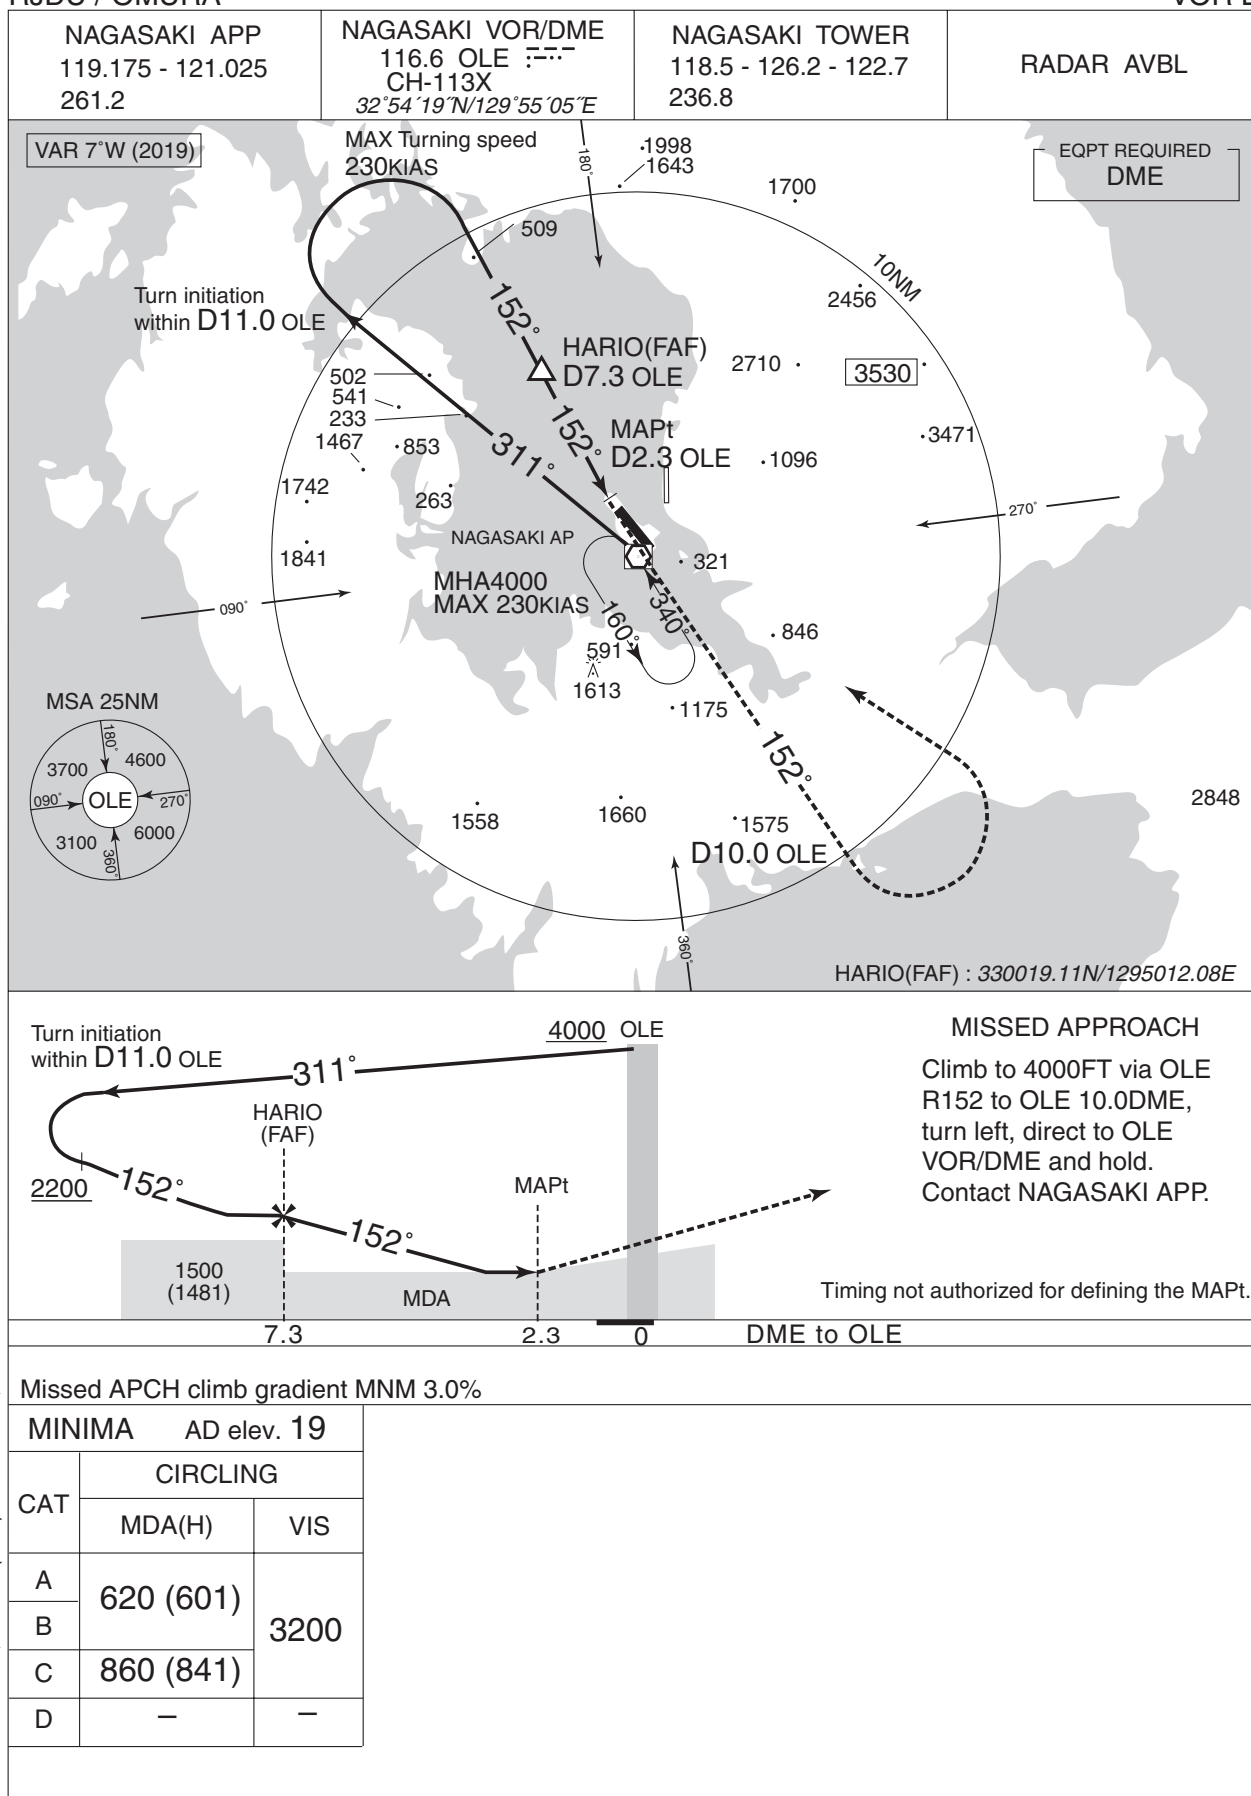 NAGASAKI APP
119.175 - 121.025
261.2
NAGASAKI VOR/DME
116.6 OLE
CH-113X
32°54´19˝N/129°55´05˝E
NAGASAKI TOWER
118.5 - 126.2 - 122.7
236.8
RADAR AVBL
VAR 7°W (2019)
MAX Turning speed
230KIAS
180°
1998
1643
1700
EQPT REQUIRED
DME
509
10NM
2456
Turn initiation
within D11.0 OLE
152°
HARIO(FAF)
D7.3 OLE
2710
3530
502
541
233
1467
853
152°
MAPt
D2.3 OLE
3471
1096
311°
1742
263
270°
NAGASAKI AP
1841
321
MHA4000
MAX 230KIAS
090°
160°
340°
846
591
1613
1175
MSA 25NM
180°
3700
4600
090°
OLE
270°
3100
6000
360°
152°
2848
1558
1660
1575
D10.0 OLE
360°
HARIO(FAF) : 330019.11N/1295012.08E
Turn initiation
within D11.0 OLE
4000 OLE
311°
HARIO
(FAF)
2200
152°
MAPt
152°
1500
(1481)
MDA
MISSED APPROACH
Climb to 4000FT via OLE
R152 to OLE 10.0DME,
turn left, direct to OLE
VOR/DME and hold.
Contact NAGASAKI APP.
Timing not authorized for defining the MAPt.
7.3 2.3 0 DME to OLE
Missed APCH climb gradient MNM 3.0%
MINIMA AD elev. 19
CAT
CIRCLING
MDA(H) VIS
A
620 (601)
B
3200
C 860 (841)
D – –